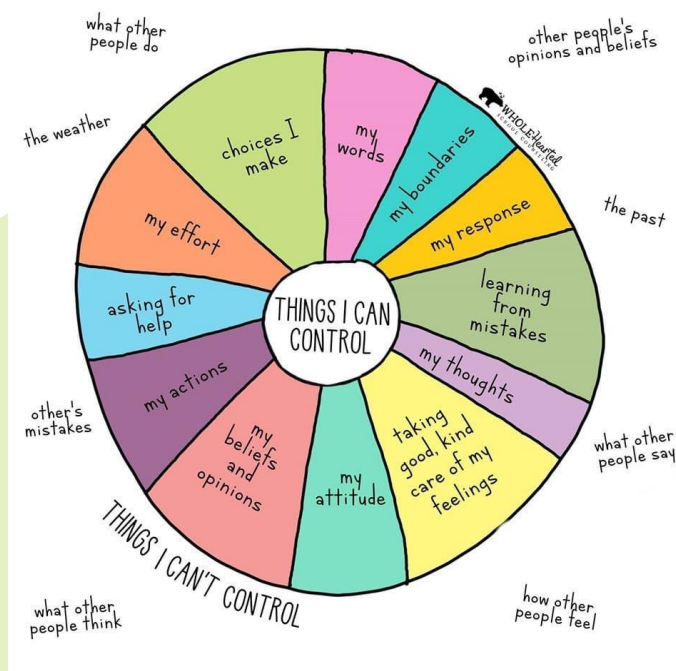 what other
people do
other people's
opinions and beliefs
the weather
WHOLEHearted
SCHOOL COUNSELING
the past
choices I
make
my
words
my boundaries
my response
learning
from
mistakes
my thoughts
taking
good, kind
care of my
feelings
my
attitude
my
beliefs
and
opinions
my actions
asking for
help
my effort
THINGS I CAN
CONTROL
other's
mistakes
what other
people say
THINGS I CAN'T CONTROL
what other
people think
how other
people feel